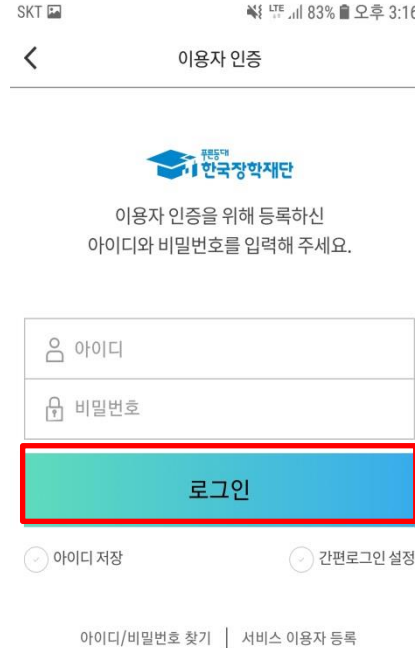 SKT LTE 83% 오후 3:16
이용자 인증
푸른등대
한국장학재단
이용자 인증을 위해 등록하신
아이디와 비밀번호를 입력해 주세요.
아이디
비밀번호
로그인
아이디 저장 간편로그인 설정
아이디/비밀번호 찾기 | 서비스 이용자 등록